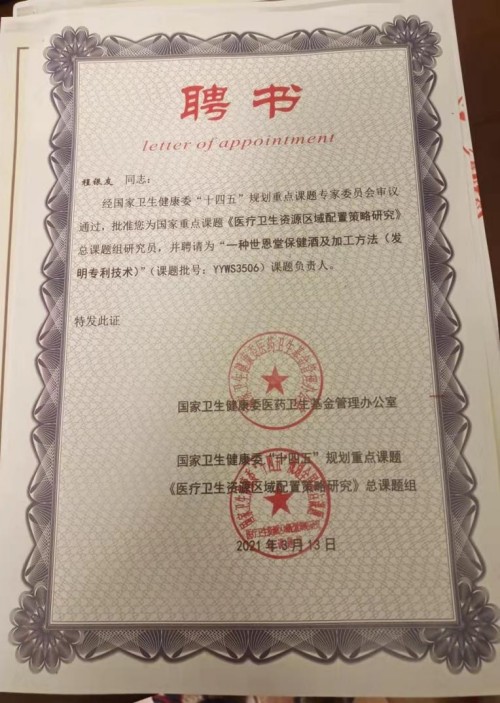 聘书
letter of appointment
程银友 同志：
经国家卫生健康委“十四五”规划重点课题专家委员会审议
通过，批准您为国家重点课题《医疗卫生资源区域配置策略研究》
总课题组研究员，并聘请为“一种世恩堂保健酒及加工方法（发
明专利技术）”（课题批号：YYWS3506）课题负责人。
特发此证
国家卫生健康委医药卫生基金管理办公室
国家卫生健康委“十四五”规划重点课题
《医疗卫生资源区域配置策略研究》总课题组
2021年3月13日